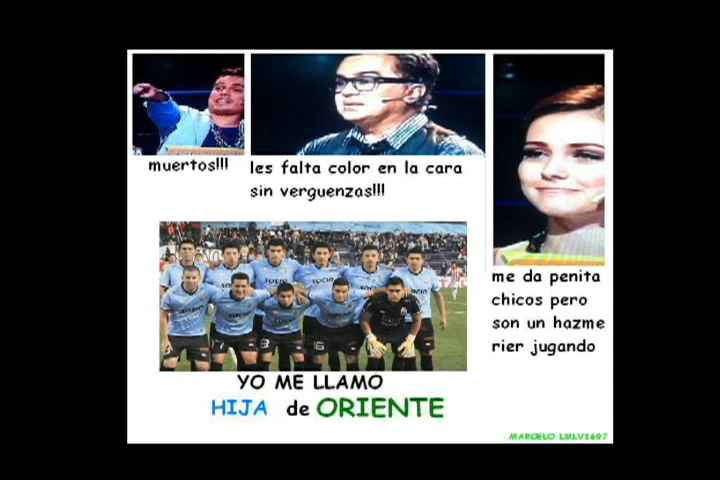 muertos!!!
les falta color en la cara
sin verguenzas!!!
me da penita
chicos pero
son un hazme
rier jugando
YO ME LLAMO
HIJA de ORIENTE
MARCELO LMLV1607